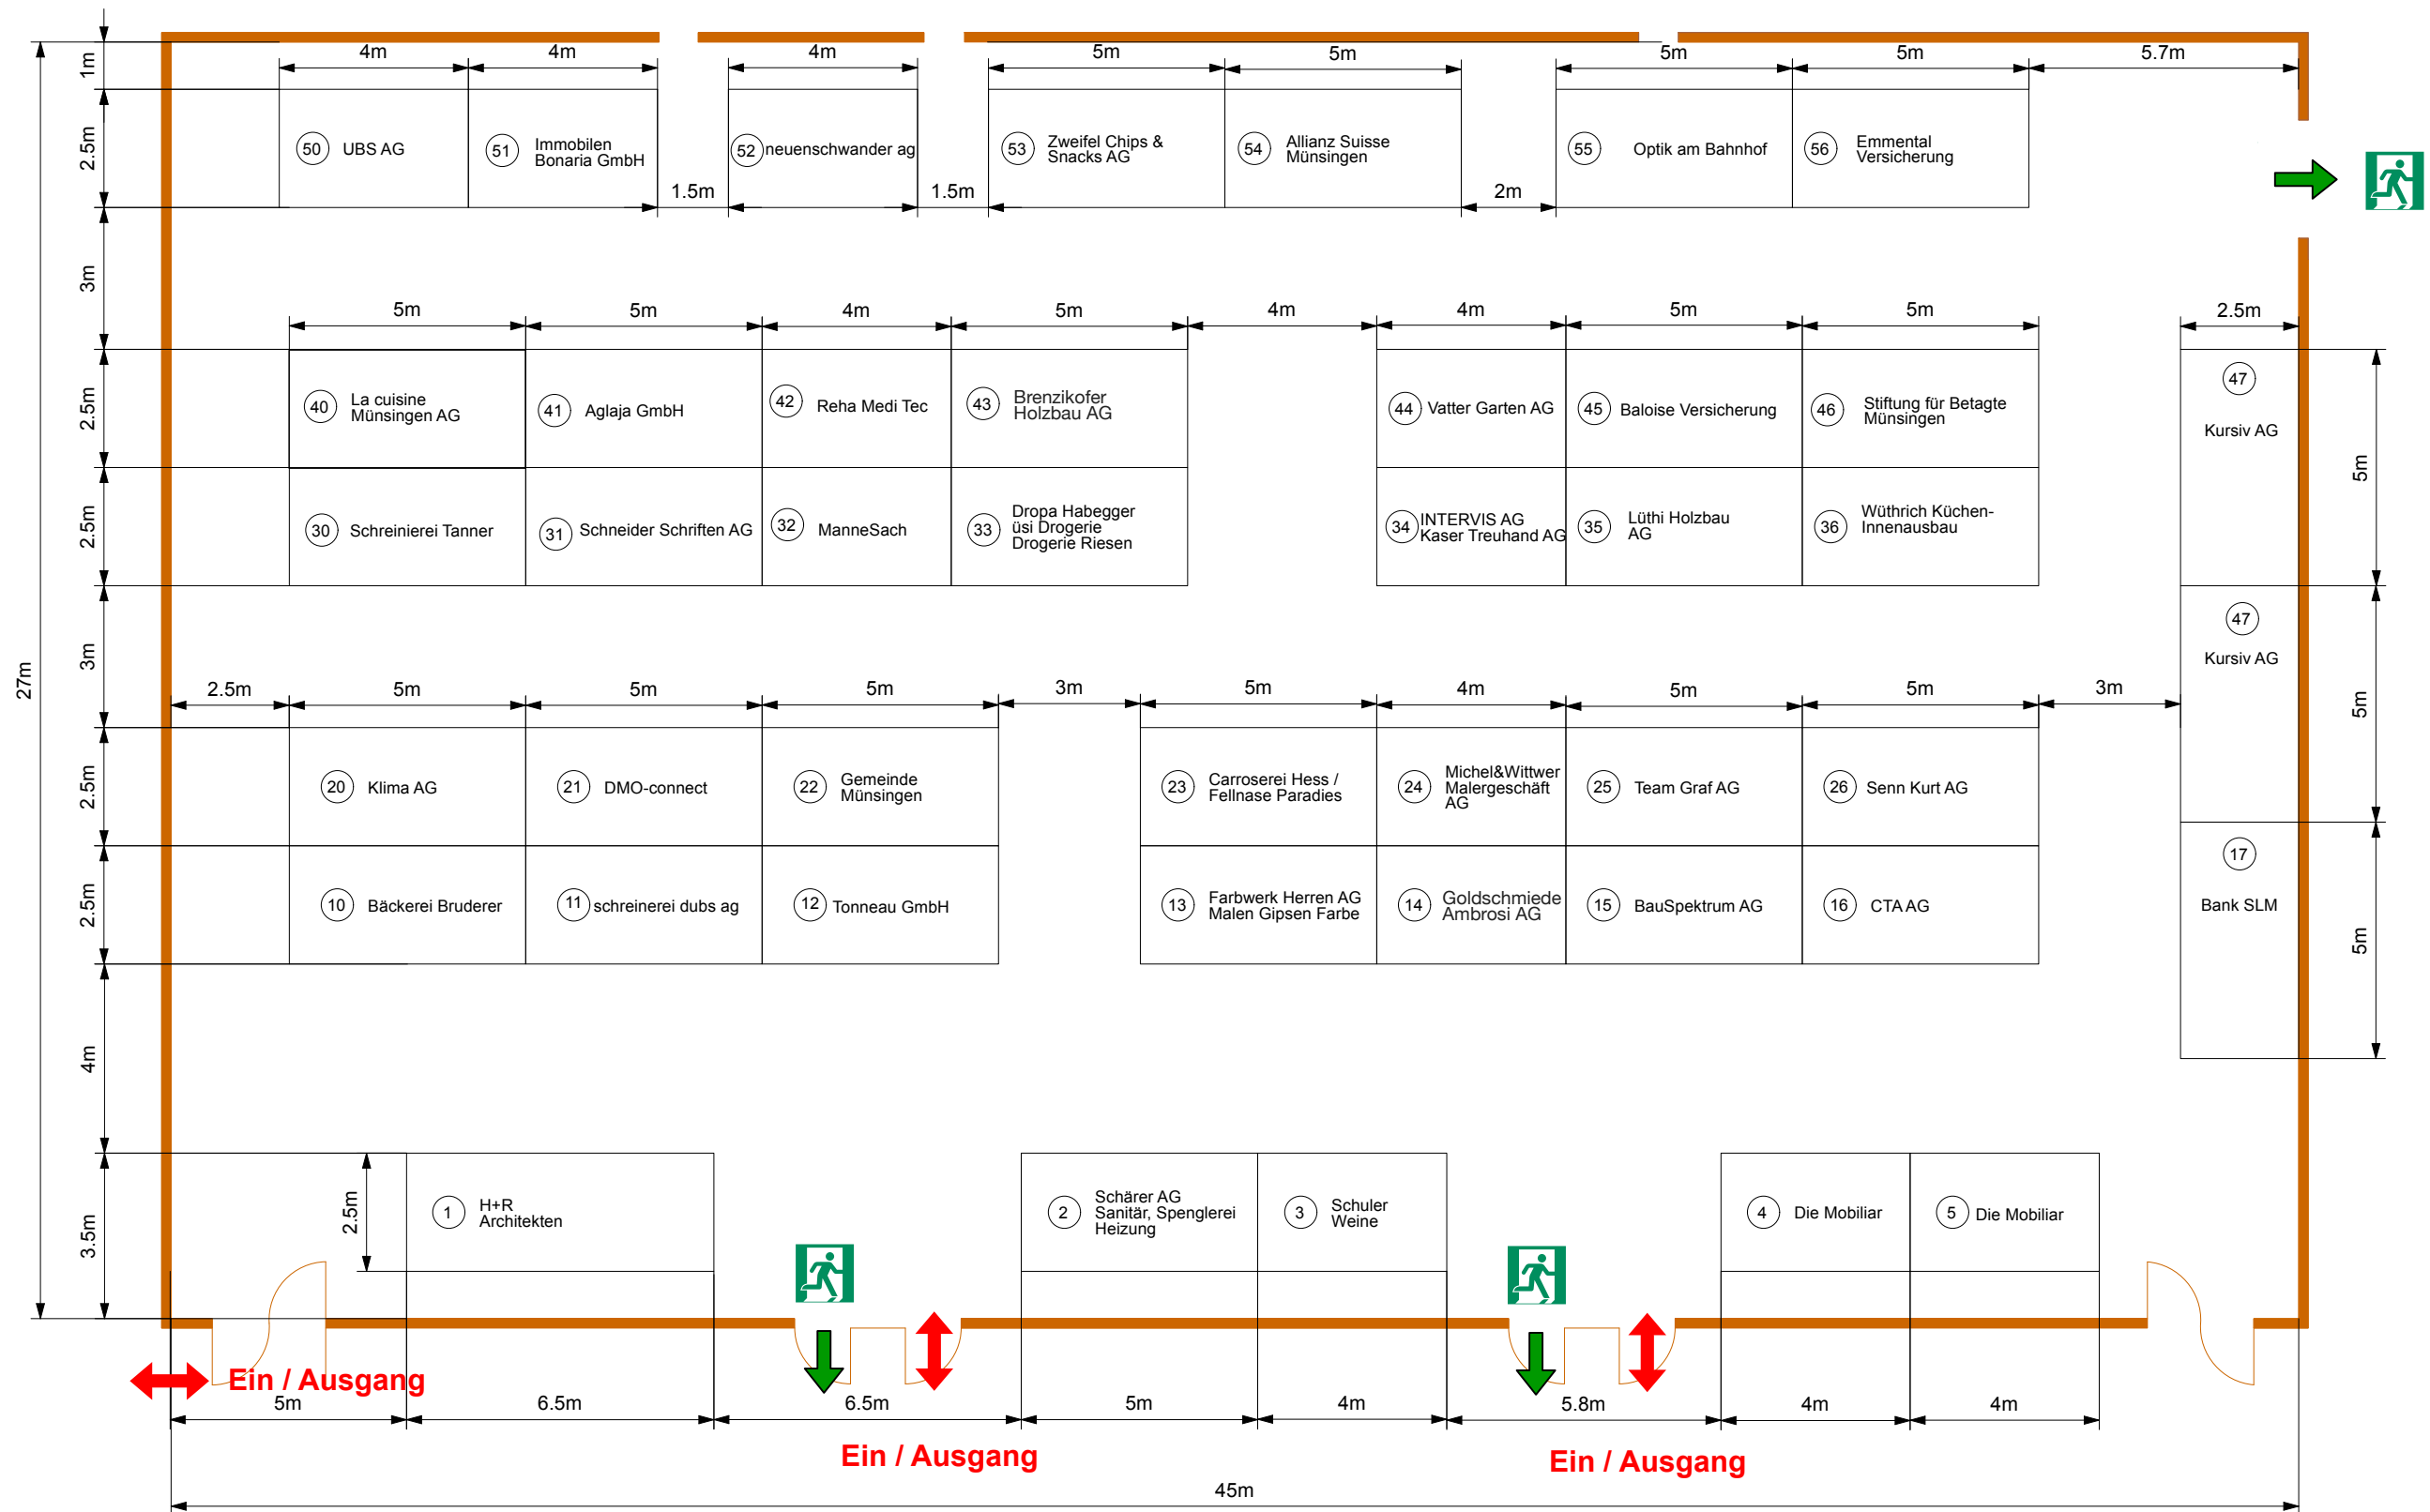 4m
4m
4m
5m
5m
5m
5m
5.7m
1m
2.5m
50 UBS AG
51 Immobilen
Bonaria GmbH
52 neuenschwander ag
53 Zweifel Chips &
Snacks AG
54 Allianz Suisse
Münsingen
55 Optik am Bahnhof
56 Emmental
Versicherung
1.5m
1.5m
2m
3m
5m
5m
4m
5m
4m
4m
5m
5m
2.5m
2.5m
40 La cuisine
Münsingen AG
41 Aglaja GmbH
42 Reha Medi Tec
43 Brenzikofer
Holzbau AG
44 Vatter Garten AG
45 Baloise Versicherung
46 Stiftung für Betagte
Münsingen
47
Kursiv AG
5m
2.5m
30 Schreinierei Tanner
31 Schneider Schriften AG
32 ManneSach
33 Dropa Habegger
üsi Drogerie
Drogerie Riesen
34 INTERVIS AG
Kaser Treuhand AG
35 Lüthi Holzbau
AG
36 Wüthrich Küchen-
Innenausbau
47
Kursiv AG
5m
27m
3m
2.5m
5m
5m
5m
3m
5m
4m
5m
5m
3m
2.5m
20 Klima AG
21 DMO-connect
22 Gemeinde
Münsingen
23 Carroserei Hess /
Fellnase Paradies
24 Michel&Wittwer
Malergeschäft
AG
25 Team Graf AG
26 Senn Kurt AG
2.5m
10 Bäckerei Bruderer
11 schreinerei dubs ag
12 Tonneau GmbH
13 Farbwerk Herren AG
Malen Gipsen Farbe
14 Goldschmiede
Ambrosi AG
15 BauSpektrum AG
16 CTA AG
17
Bank SLM
5m
4m
3.5m
2.5m
1 H+R
Architekten
2 Schärer AG
Sanitär, Spenglerei
Heizung
3 Schuler
Weine
4 Die Mobiliar
5 Die Mobiliar
Ein / Ausgang
5m
6.5m
6.5m
5m
4m
5.8m
4m
4m
Ein / Ausgang
Ein / Ausgang
45m